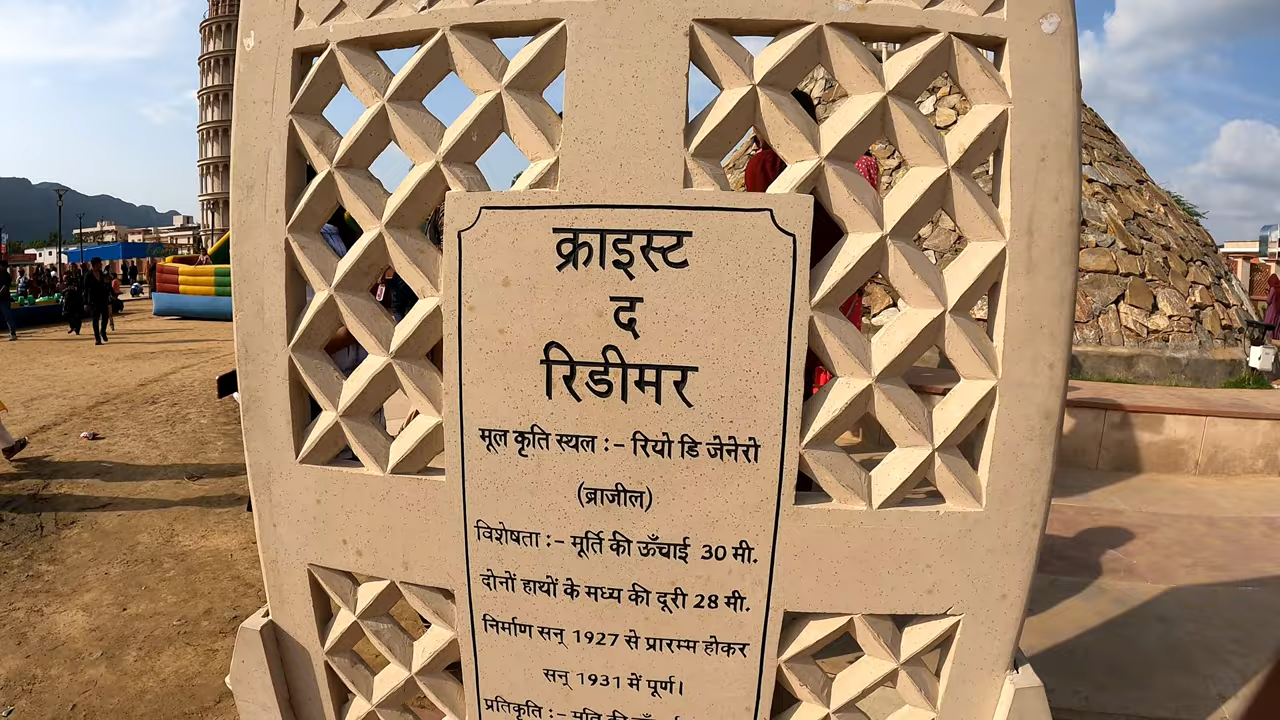 क्राइस्ट
द
रिडीमर
मूल कृति स्थल :– रियो डि जेनेरो
(ब्राजील)
विशेषता :– मूर्ति की ऊँचाई 30 मी.
दोनों हाथों के मध्य की दूरी 28 मी.
निर्माण सन् 1927 से प्रारम्भ होकर
सन् 1931 में पूर्ण।
प्रतिकृति :– मूर्ति की